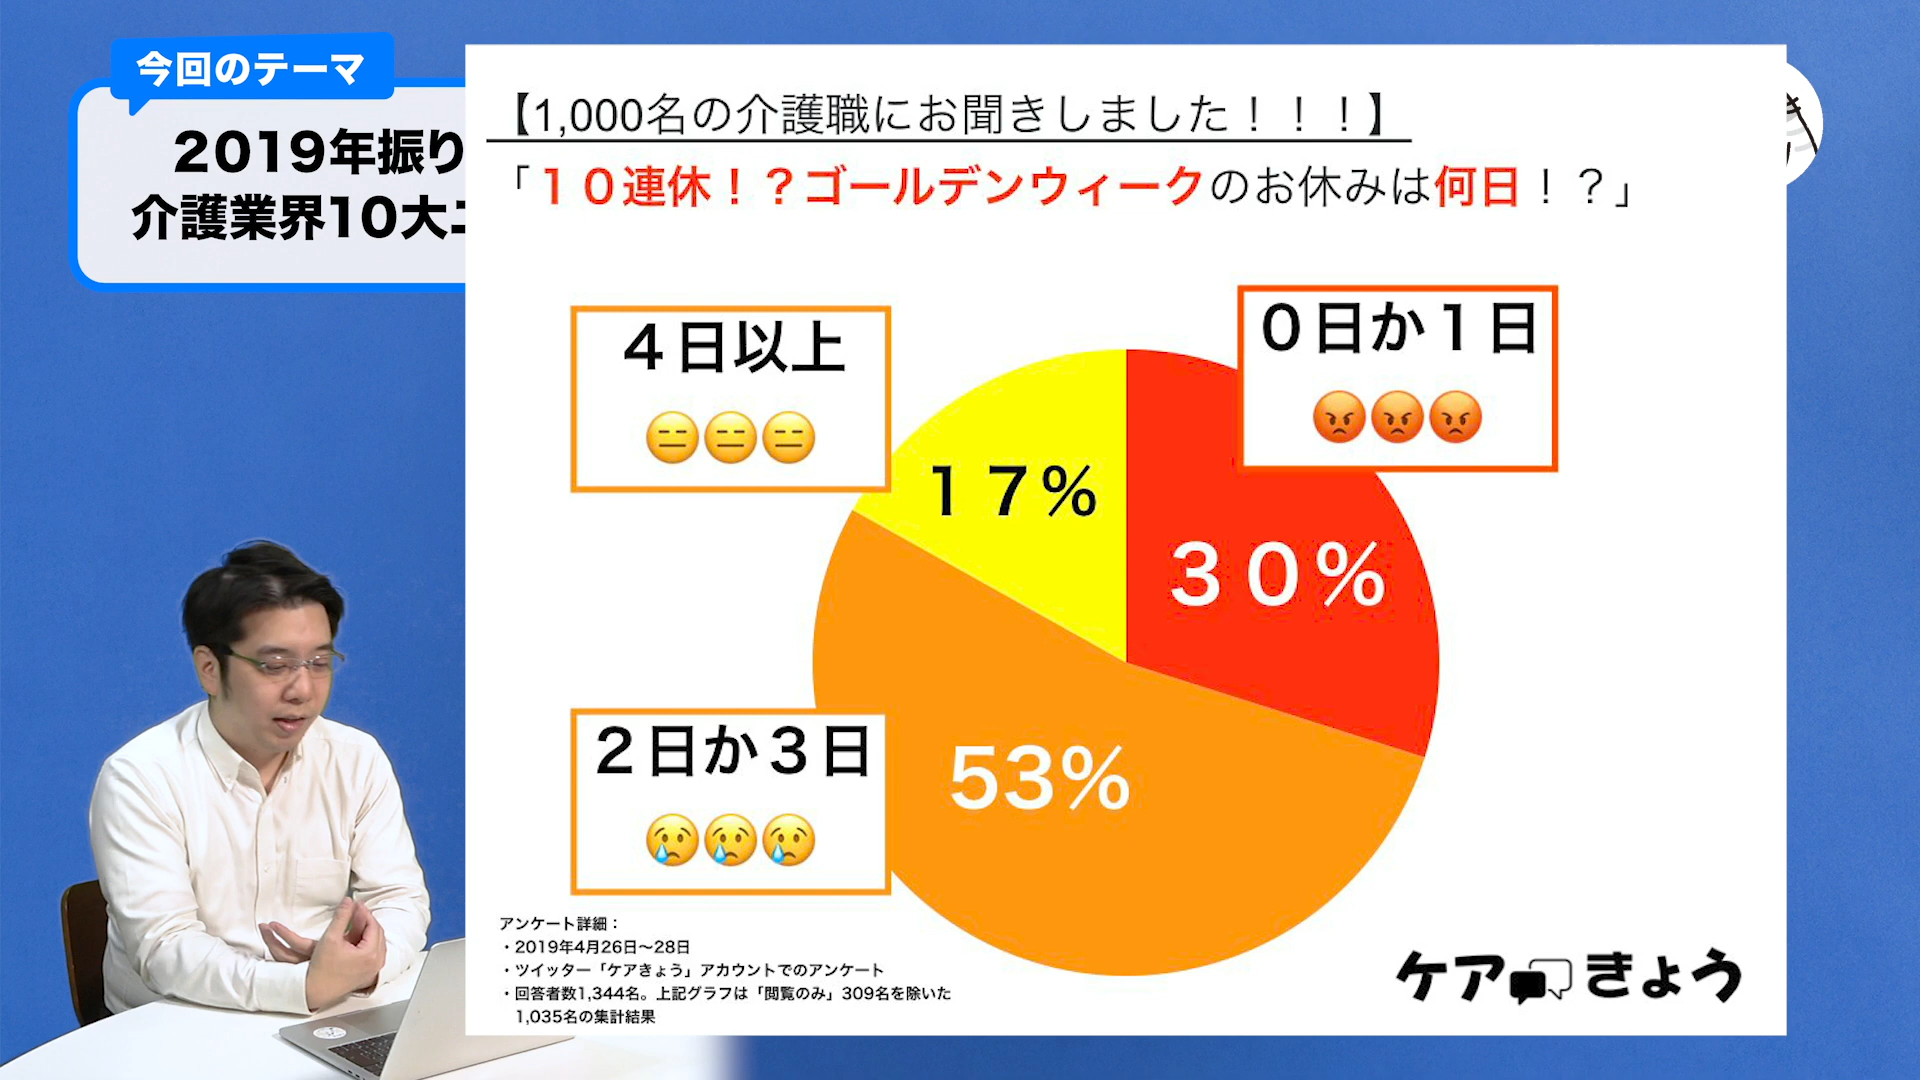 今回のテーマ
2019年振り
介護業界10大
【1,000名の介護職にお聞きしました！！！】
「１０連休！？ゴールデンウィークのお休みは何日！？」
４日以上
０日か１日
１７%
３０%
２日か３日
53%
アンケート詳細：
・2019年4月26日〜28日
・ツイッター「ケアきょう」アカウントでのアンケート
・回答者数1,344名。上記グラフは「閲覧のみ」309名を除いた
1,035名の集計結果
ケアきょう